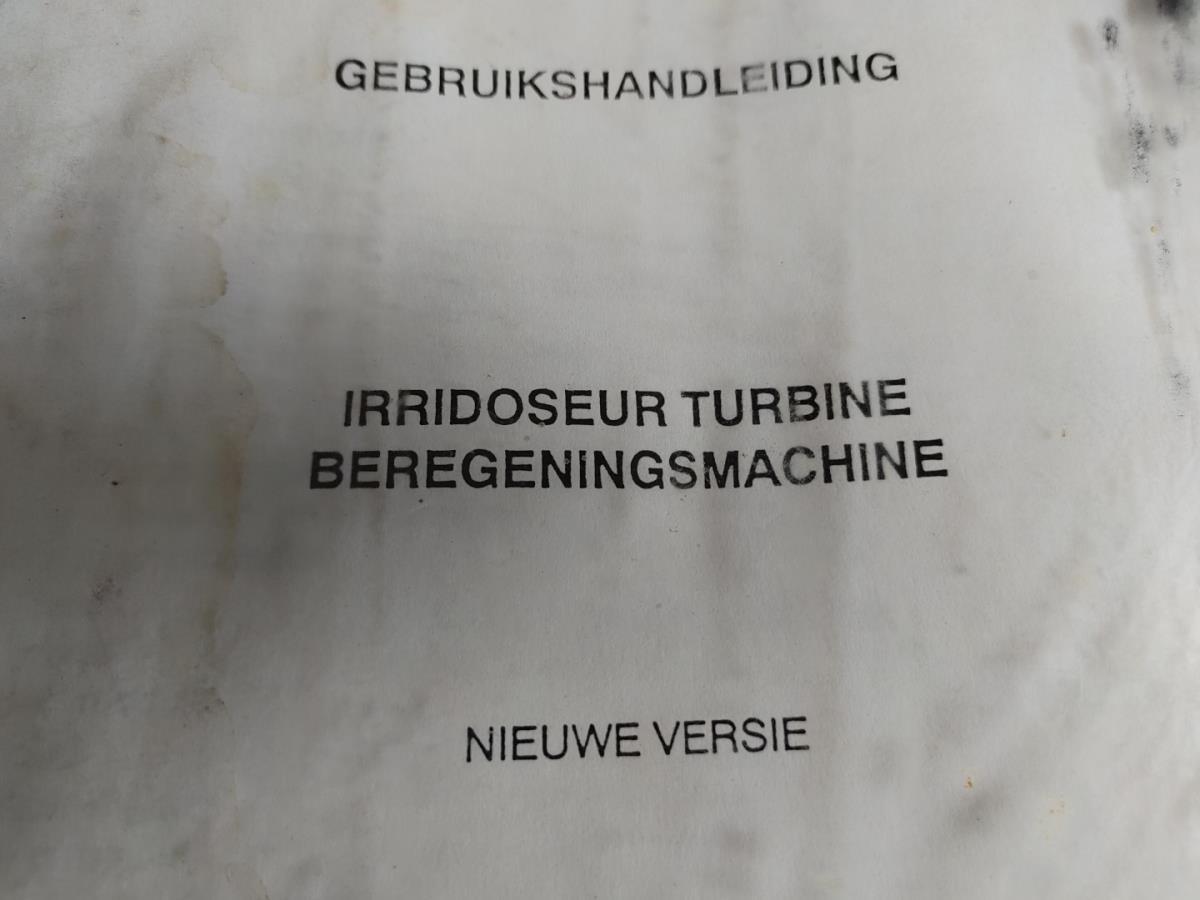 GEBRUIKSHANDLEIDING
IRRIDOSEUR TURBINE
BEREGENINGSMACHINE
NIEUWE VERSIE